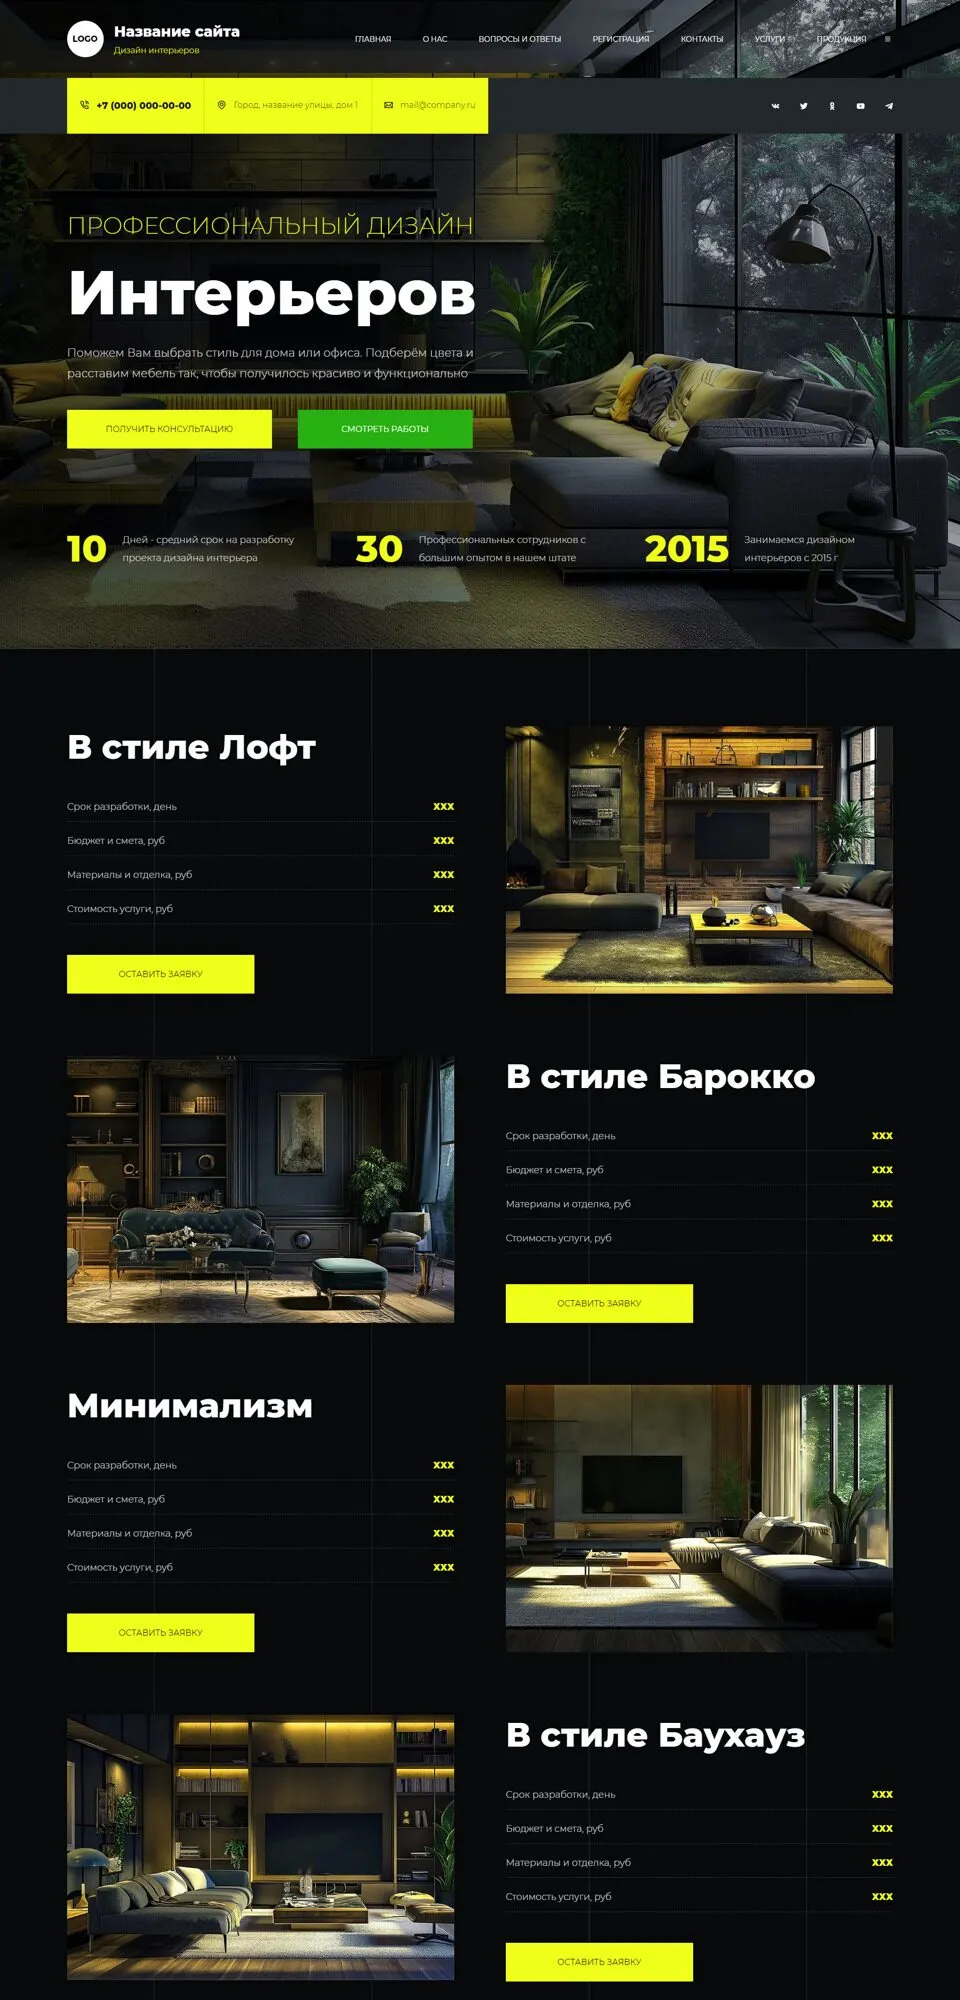 LOGO
Название сайта
Дизайн интерьеров
ГЛАВНАЯ
О НАС
ВОПРОСЫ И ОТВЕТЫ
РЕГИСТРАЦИЯ
КОНТАКТЫ
УСЛУГИ
ПРОДУКЦИЯ
+7 (000) 000-00-00
Город, название улицы, дом 1
mail@company.ru
ПРОФЕССИОНАЛЬНЫЙ ДИЗАЙН
Интерьеров
Поможем Вам выбрать стиль для дома или офиса. Подберём цвета и
расставим мебель так, чтобы получилось красиво и функционально
ПОЛУЧИТЬ КОНСУЛЬТАЦИЮ
СМОТРЕТЬ РАБОТЫ
10
Дней - средний срок на разработку
проекта дизайна интерьера
30
Профессиональных сотрудников с
большим опытом в нашем штате
2015
Занимаемся дизайном
интерьеров с 2015 г
В стиле Лофт
Срок разработки, день XXX
Бюджет и смета, руб XXX
Материалы и отделка, руб XXX
Стоимость услуги, руб XXX
ОСТАВИТЬ ЗАЯВКУ
В стиле Барокко
Срок разработки, день XXX
Бюджет и смета, руб XXX
Материалы и отделка, руб XXX
Стоимость услуги, руб XXX
ОСТАВИТЬ ЗАЯВКУ
Минимализм
Срок разработки, день XXX
Бюджет и смета, руб XXX
Материалы и отделка, руб XXX
Стоимость услуги, руб XXX
ОСТАВИТЬ ЗАЯВКУ
В стиле Баухауз
Срок разработки, день XXX
Бюджет и смета, руб XXX
Материалы и отделка, руб XXX
Стоимость услуги, руб XXX
ОСТАВИТЬ ЗАЯВКУ